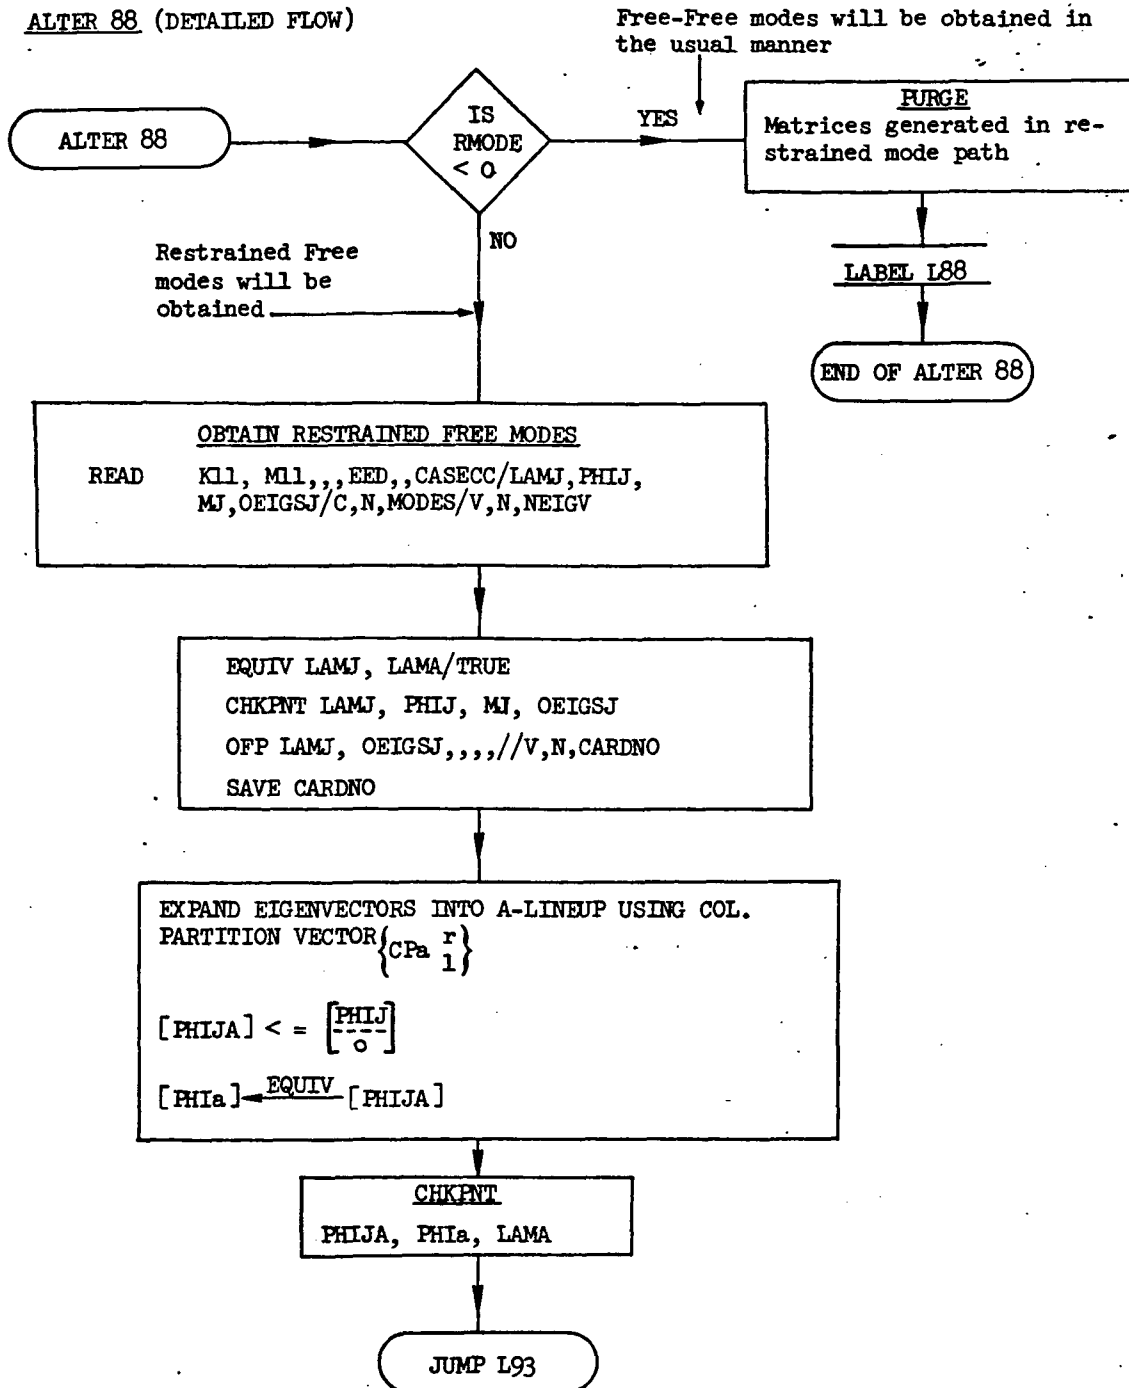 ALTER 88 (DETAILED FLOW)
Free-Free modes will be obtained in
the usual manner
ALTER 88
IS
RMODE
< 0
YES
PURGE
Matrices generated in re-
strained mode path
NO
LABEL L88
END OF ALTER 88
Restrained Free
modes will be
obtained
OBTAIN RESTRAINED FREE MODES
READ K11, M11,,,EED,,CASECC/LAMJ,PHIJ,
MJ,OEIGSJ/C,N,MODES/V,N,NEIGV
EQUIV LAMJ, LAMA/TRUE
CHKPNT LAMJ, PHIJ, MJ, OEIGSJ
OFP LAMJ, OEIGSJ,,,,//V,N,CARDNO
SAVE CARDNO
EXPAND EIGENVECTORS INTO A-LINEUP USING COL.
PARTITION VECTOR {CPa r
1}
[PHIJA] < = [PHIJ
0]
[PHIa] EQUIV [PHIJA]
CHKPNT
PHIJA, PHIa, LAMA
JUMP L93